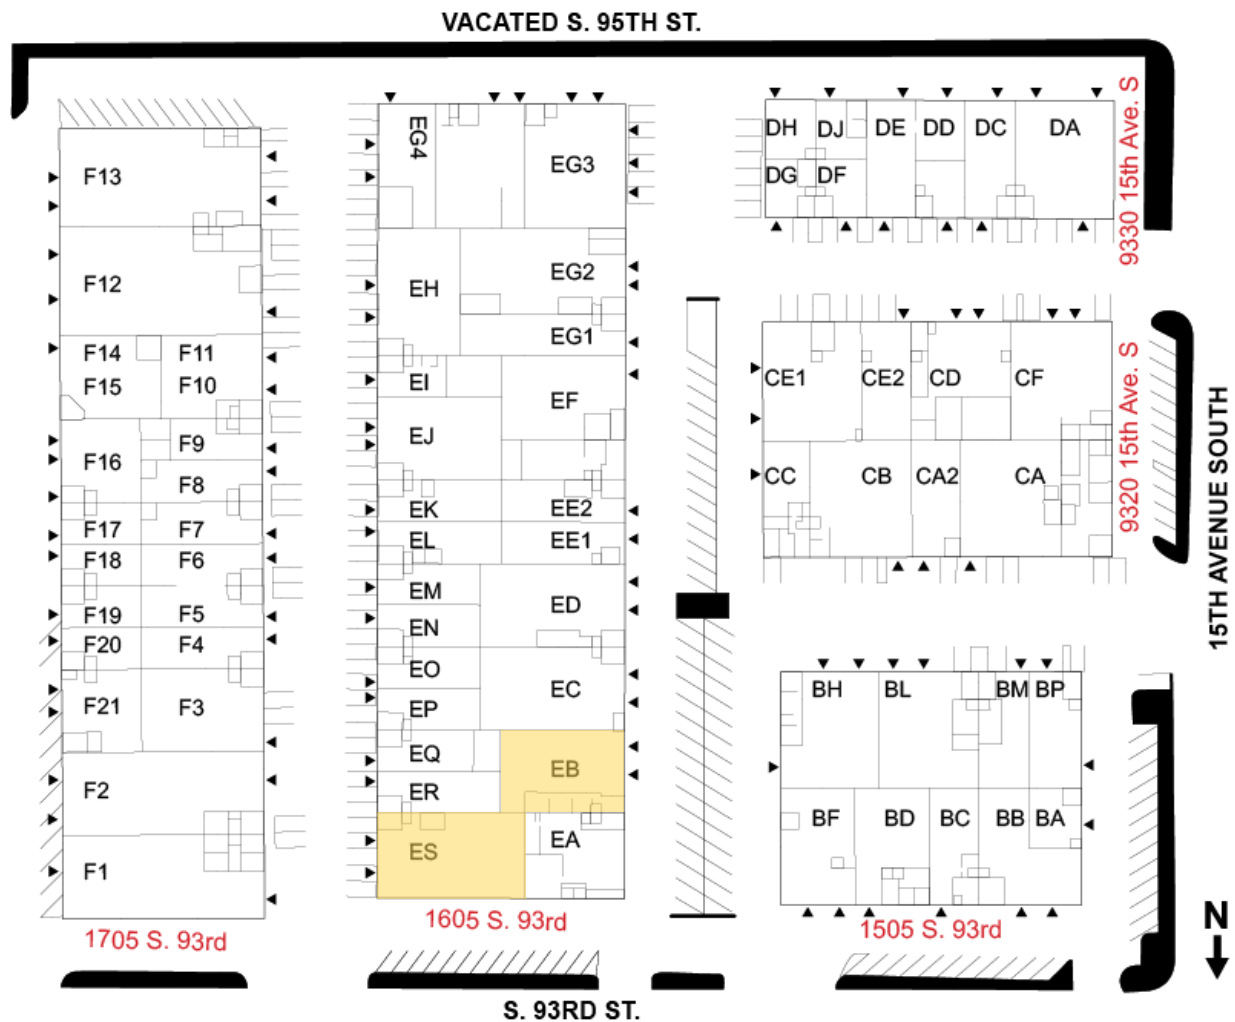 VACATED S. 95TH ST.
F13
F12
F14 F11
F15 F10
F9
F16
F8
F17 F7
F18 F6
F19 F5
F20 F4
F21 F3
F2
F1
1705 S. 93rd
EG4
EG3
EG2
EH
EG1
EI
EF
EJ
EK EE2
EL EE1
EM
ED
EN
EO
EC
EP
EQ
EB
ER
EA
ES
1605 S. 93rd
DH DJ DE DD DC DA
DG DF
9330 15th Ave. S
CE1 CE2 CD CF
CC CB CA2 CA
9320 15th Ave. S
BH BL BM BP
BF BD BC BB BA
1505 S. 93rd
15TH AVENUE SOUTH
N
S. 93RD ST.